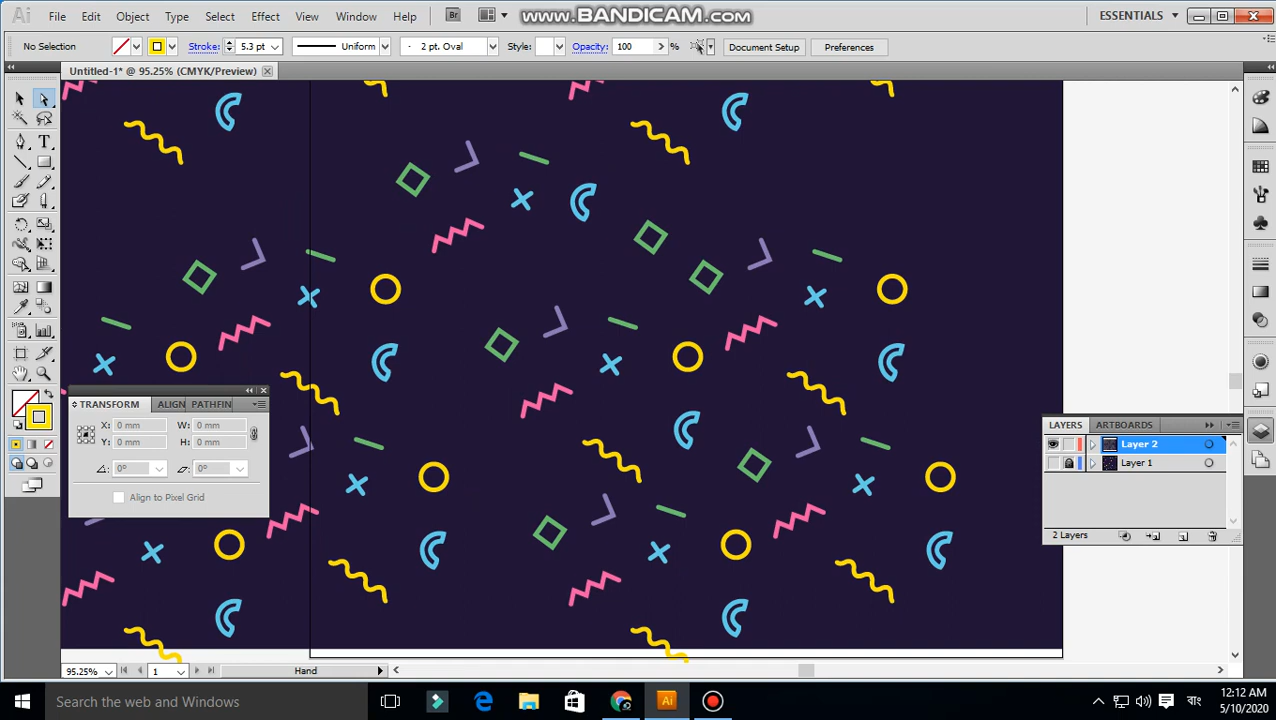 Ai File Edit Object Type Select Effect View Window Help Br www.BANDICAM.com ESSENTIALS
No Selection Stroke: 5.3 pt Uniform 2 pt. Oval Style: Opacity: 100 % Document Setup Preferences
Untitled-1* @ 95.25% (CMYK/Preview)
TRANSFORM ALIGN PATHFIN
X: 0 mm W: 0 mm
Y: 0 mm H: 0 mm
0° 0°
Align to Pixel Grid
LAYERS ARTBOARDS
Layer 2
Layer 1
2 Layers
95.25% 1 Hand
Search the web and Windows
Ai
বাং
12:12 AM
5/10/2020